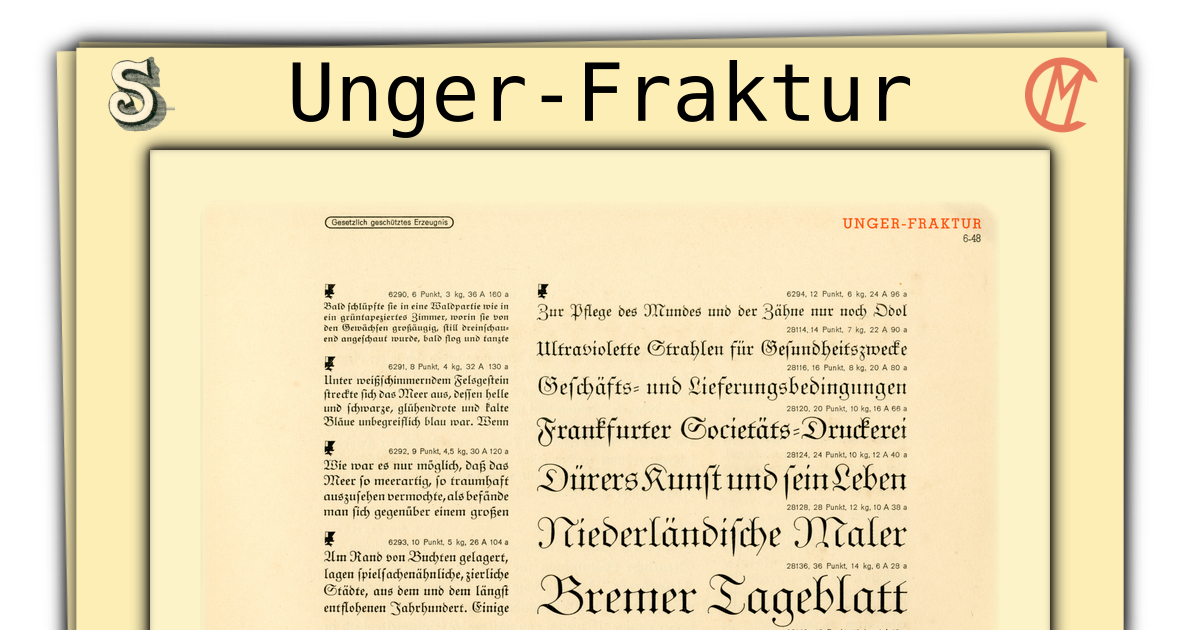 Unger-Fraktur
Gesetzlich geschütztes Erzeugnis
UNGER-FRAKTUR
6-48
6290, 6 Punkt, 3 kg, 36 A 160 a
Bald ſchlüpfte ſie in eine Waldpartie wie in
ein grüntapeziertes Zimmer, worin ſie von
den Gewächſen großäugig, ſtill dreinſchau-
end angeſchaut wurde, bald flog und tanzte
6291, 8 Punkt, 4 kg, 32 A 130 a
Unter weißſchimmerndem Felsgeſtein
ſtreckte ſich das Meer aus, deſſen helle
und ſchwarze, glühendrote und kalte
Bläue unbegreiflich blau war. Wenn
6292, 9 Punkt, 4,5 kg, 30 A 120 a
Wie war es nur möglich, daß das
Meer ſo meerartig, ſo traumhaft
auszuſehen vermochte, als befände
man ſich gegenüber einem großen
6293, 10 Punkt, 5 kg, 26 A 104 a
Am Rand von Buchten gelagert,
lagen ſpielſachenähnliche, zierliche
Städte, aus dem und dem längſt
entflohenen Jahrhundert. Einige
6294, 12 Punkt, 6 kg, 24 A 96 a
Zur Pflege des Mundes und der Zähne nur noch Odol
28114, 14 Punkt, 7 kg, 22 A 90 a
Ultraviolette Strahlen für Geſundheitszwecke
28116, 16 Punkt, 8 kg, 20 A 80 a
Geſchäfts- und Lieferungsbedingungen
28120, 20 Punkt, 10 kg, 16 A 66 a
Frankfurter Societäts-Druckerei
28124, 24 Punkt, 10 kg, 12 A 40 a
Dürers Kunſt und ſein Leben
28128, 28 Punkt, 12 kg, 10 A 38 a
Niederländiſche Maler
28136, 36 Punkt, 14 kg, 6 A 28 a
Bremer Tageblatt